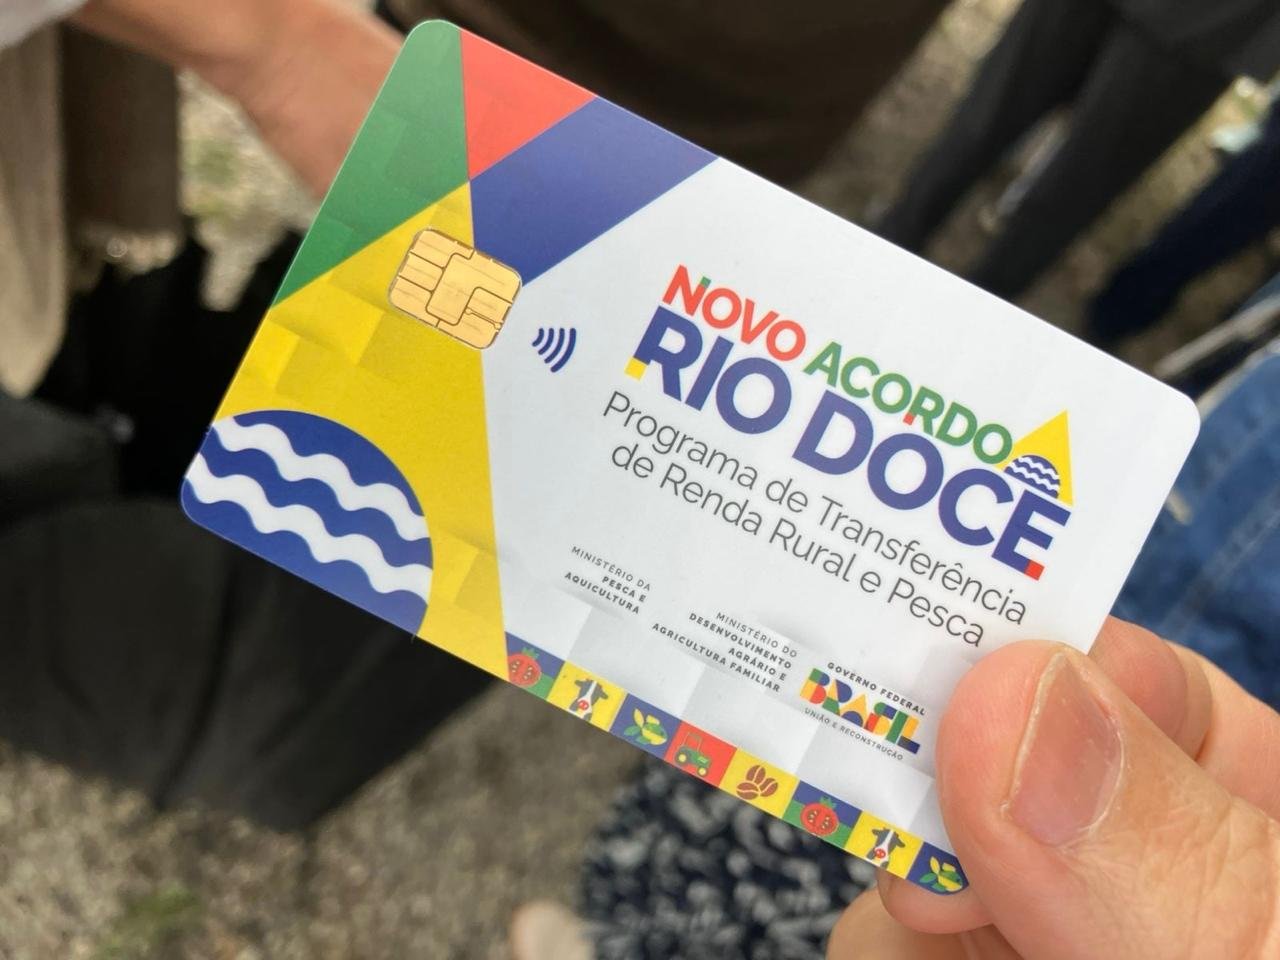 NOVO ACORDO
RIO DOCE
Programa de Transferência
de Renda Rural e Pesca
MINISTÉRIO DA
PESCA E
AQUICULTURA
MINISTÉRIO DO
DESENVOLVIMENTO
AGRÁRIO E
AGRICULTURA FAMILIAR
GOVERNO FEDERAL
BRASIL
UNIÃO E RECONSTRUÇÃO